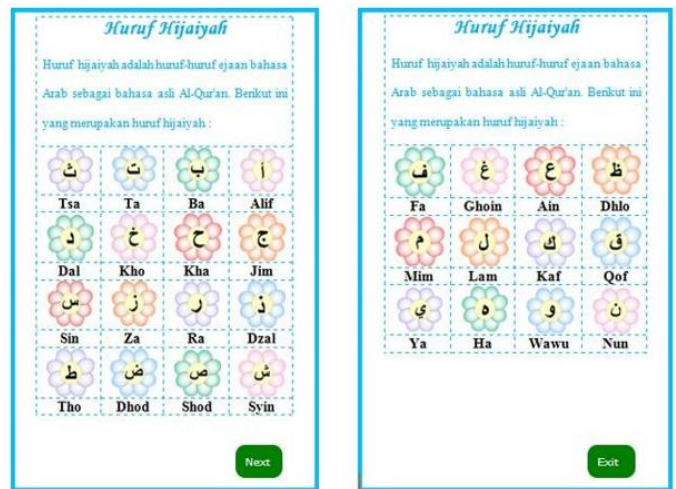 Huruf Hijaiyah
Huruf hijaiyah adalah huruf-huruf ejaan bahasa
Arab sebagai bahasa asli Al-Qur'an. Berikut ini
yang merupakan huruf hijaiyah :
ث ت ب أ
Tsa Ta Ba Alif
د خ ح ج
Dal Kho Kha Jim
س ز ر ذ
Sin Za Ra Dzal
ط ض ص ش
Tho Dhod Shod Syin
Next
Huruf Hijaiyah
Huruf hijaiyah adalah huruf-huruf ejaan bahasa
Arab sebagai bahasa asli Al-Qur'an. Berikut ini
yang merupakan huruf hijaiyah :
ف غ ع ظ
Fa Ghoin Ain Dhlo
م ل ك ق
Mim Lam Kaf Qof
ي ه و ن
Ya Ha Wawu Nun
Exit